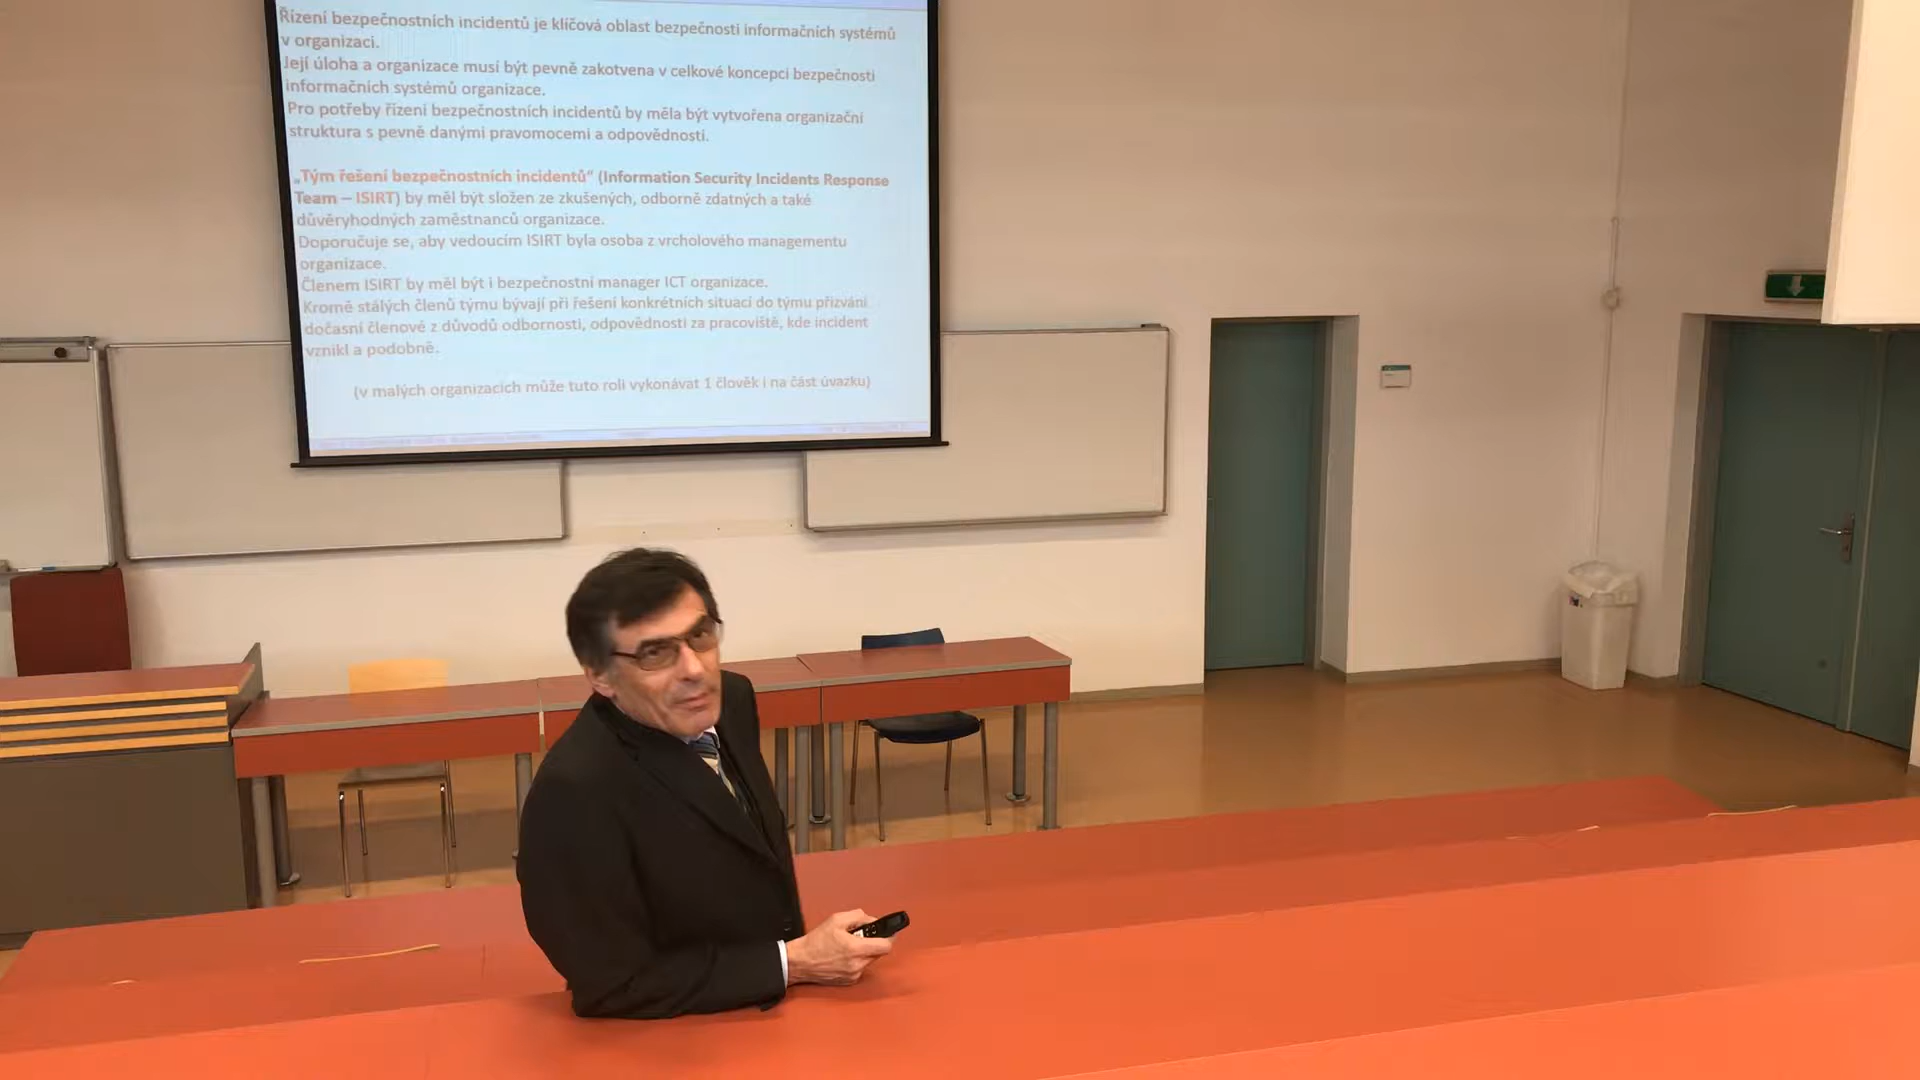 Řízení bezpečnostních incidentů je klíčová oblast bezpečnosti informačních systémů
v organizaci.
Její úloha a organizace musí být pevně zakotvena v celkové koncepci bezpečnosti
informačních systémů organizace.
Pro potřeby řízení bezpečnostních incidentů by měla být vytvořena organizační
struktura s pevně danými pravomocemi a odpovědností.
„Tým řešení bezpečnostních incidentů“ (Information Security Incidents Response
Team – ISIRT) by měl být složen ze zkušených, odborně zdatných a také
důvěryhodných zaměstnanců organizace.
Doporučuje se, aby vedoucím ISIRT byla osoba z vrcholového managementu
organizace.
Členem ISIRT by měl být i bezpečnostní manager ICT organizace.
Kromě stálých členů týmu bývají při řešení konkrétních situací do týmu přizváni
dočasní členové z důvodů odbornosti, odpovědnosti za pracoviště, kde incident
vznikl a podobně.
(v malých organizacích může tuto roli vykonávat 1 člověk i na část úvazku)